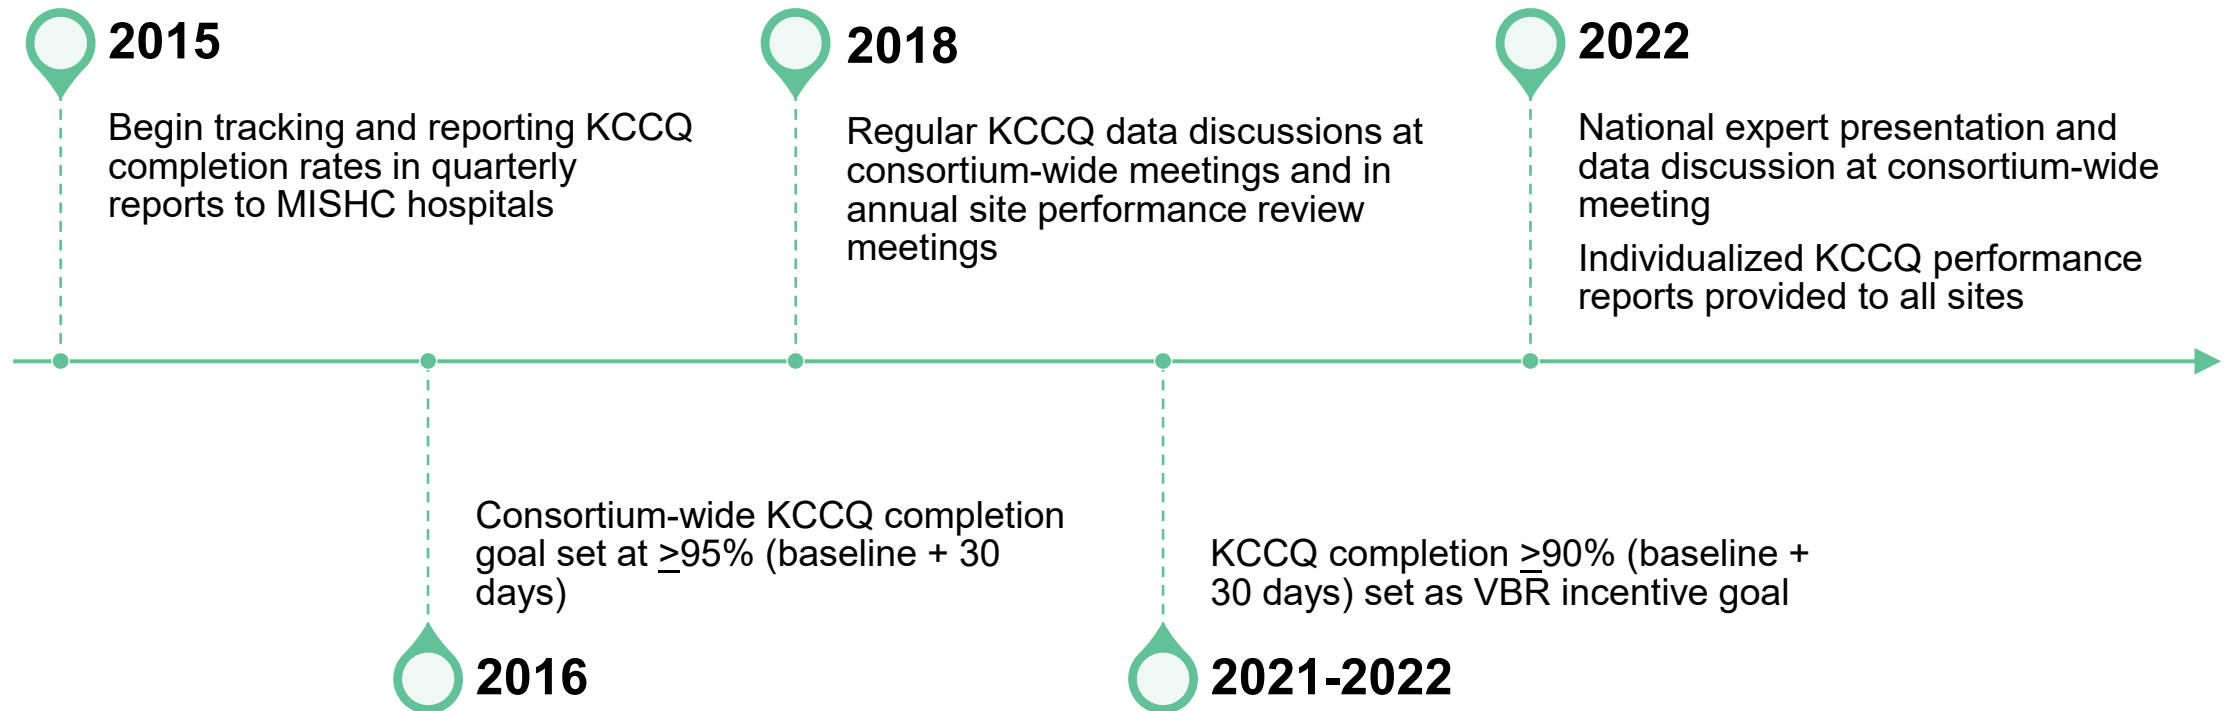 2015
Begin tracking and reporting KCCQ
completion rates in quarterly
reports to MISHC hospitals
2016
Consortium-wide KCCQ completion
goal set at ≥95% (baseline + 30
days)
2018
Regular KCCQ data discussions at
consortium-wide meetings and in
annual site performance review
meetings
2021-2022
KCCQ completion ≥90% (baseline +
30 days) set as VBR incentive goal
2022
National expert presentation and
data discussion at consortium-wide
meeting
Individualized KCCQ performance
reports provided to all sites